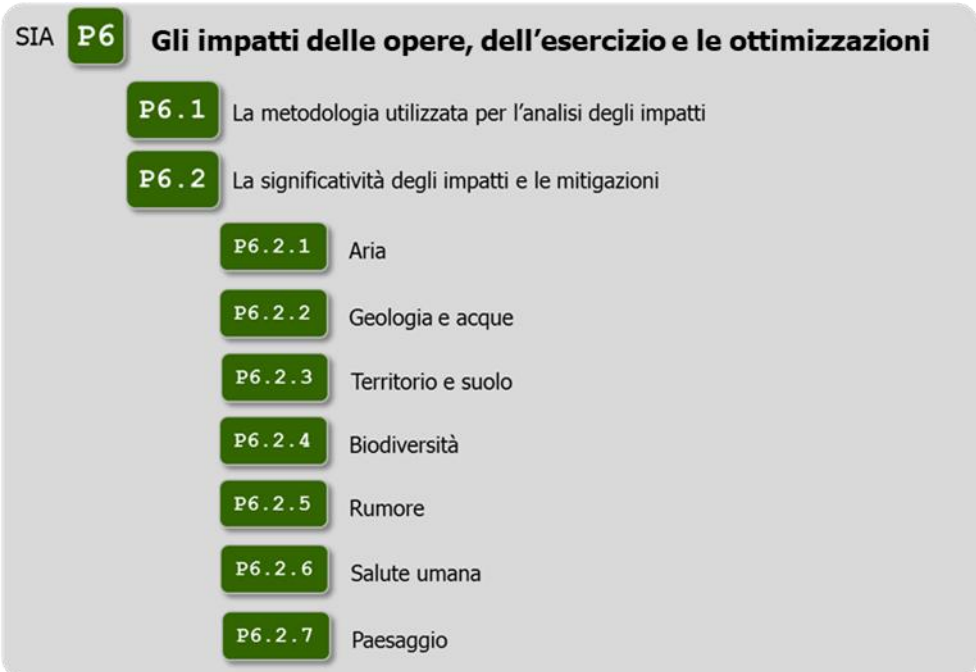 SIA P6 Gli impatti delle opere, dell'esercizio e le ottimizzazioni
P6.1 La metodologia utilizzata per l'analisi degli impatti
P6.2 La significatività degli impatti e le mitigazioni
P6.2.1 Aria
P6.2.2 Geologia e acque
P6.2.3 Territorio e suolo
P6.2.4 Biodiversità
P6.2.5 Rumore
P6.2.6 Salute umana
P6.2.7 Paesaggio